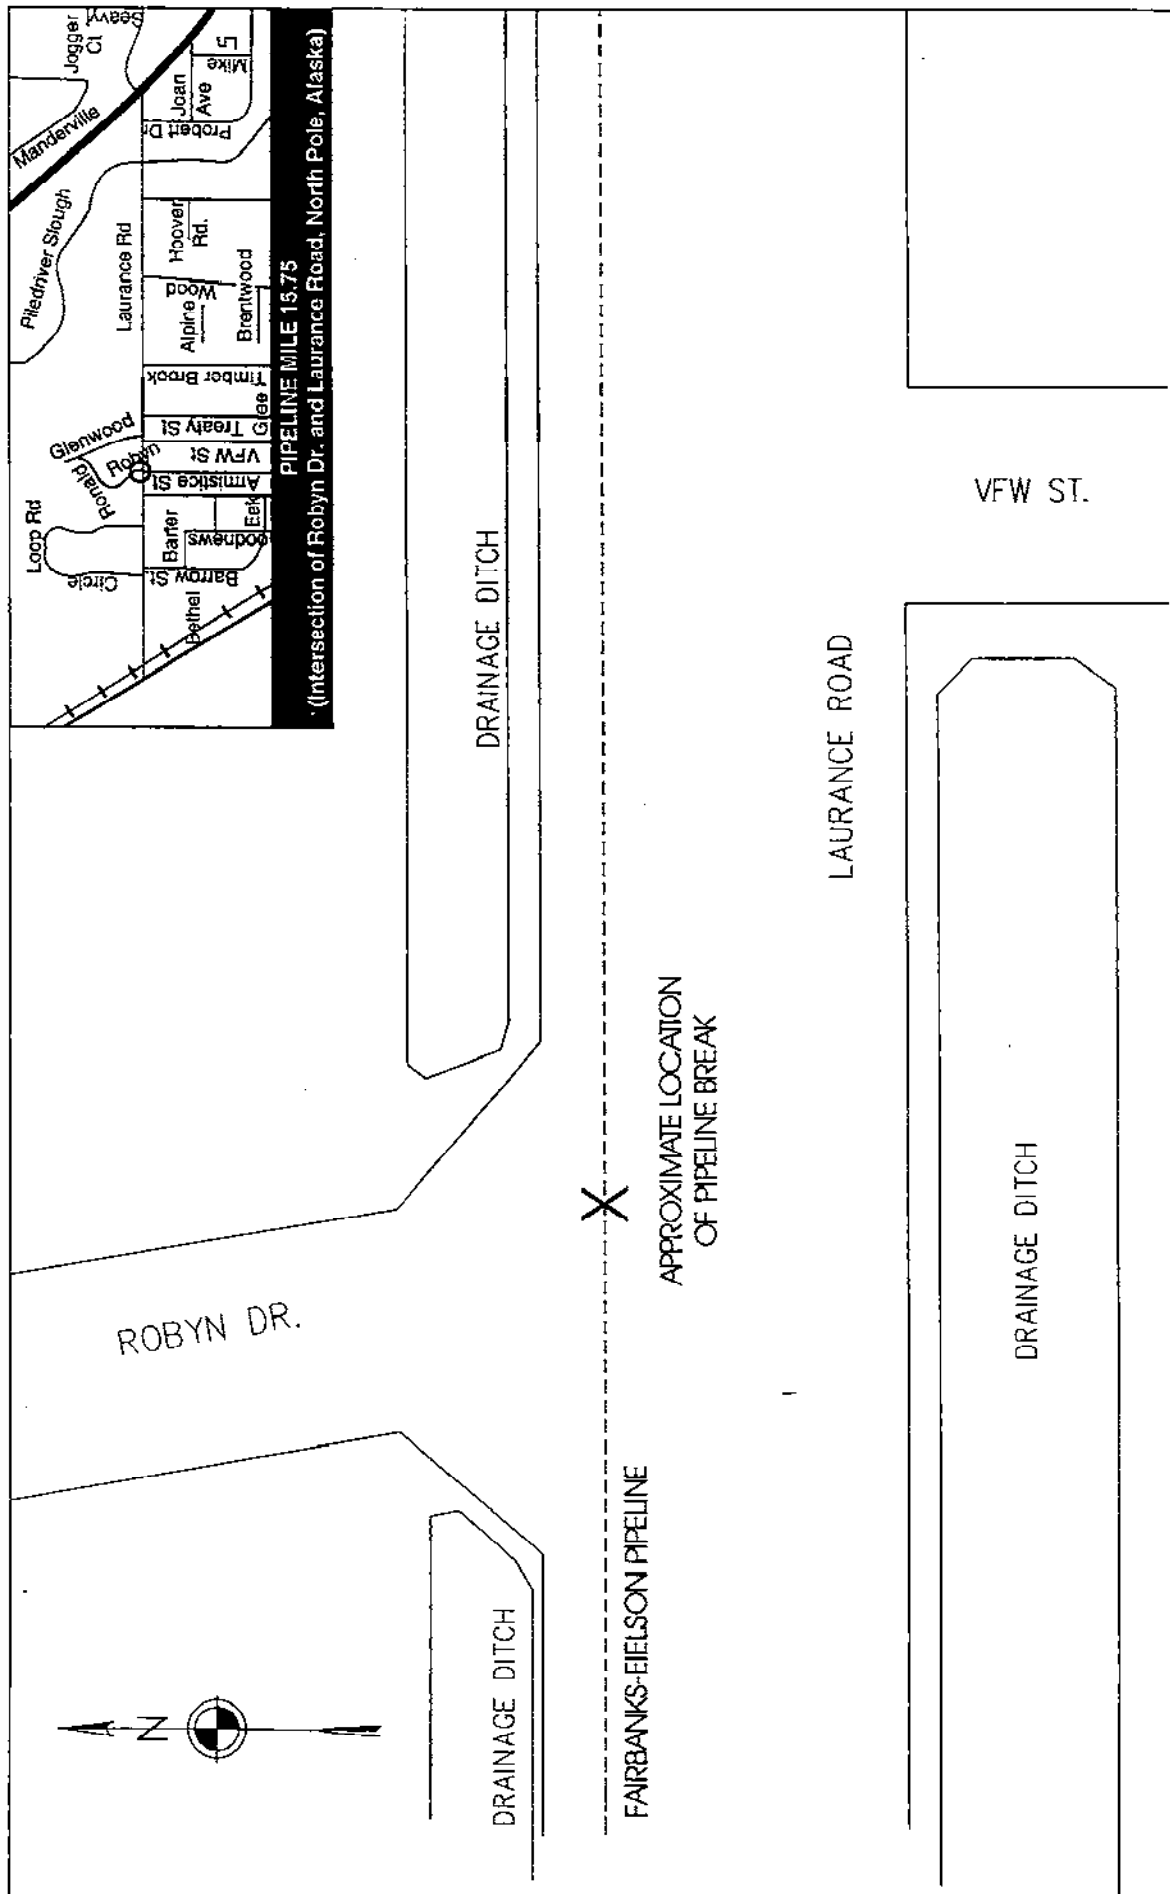 Jogger
Ct
Seavy
Manderville
Piledriver Slough
Laurance Rd
Probert Dr
Joan
Ave
Mike
Hoover
Rd.
Wood
Alpine
Brentwood
Timber Brook
Glenwood
Robyn
Ronald
Treaty St
VFW St
Armistice St
Loop Rd
Circle
Barter
Eek
Barrow St
Bethel
PIPELINE MILE 15.75
(Intersection of Robyn Dr. and Laurance Road, North Pole, Alaska)
N
ROBYN DR.
DRAINAGE DITCH
DRAINAGE DITCH
FAIRBANKS-EIELSON PIPELINE
APPROXIMATE LOCATION
OF PIPELINE BREAK
LAURANCE ROAD
VFW ST.
DRAINAGE DITCH